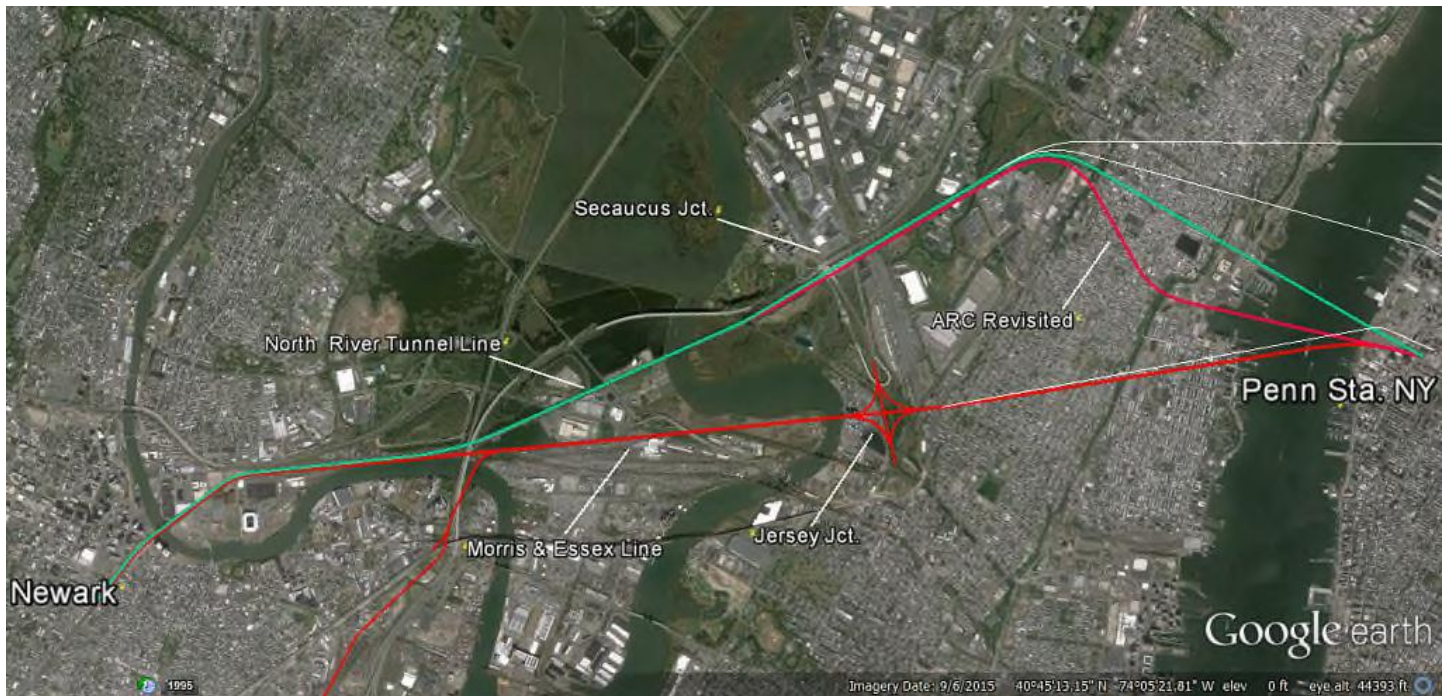 Secaucus Jct.
ARC Revisited
North River Tunnel Line
Penn Sta. NY
Morris & Essex Line
Jersey Jct.
Newark
Google earth
1995
Imagery Date: 9/6/2015 40°45'13.15" N 74°05'21.81" W elev 0 ft eye alt 44393 ft